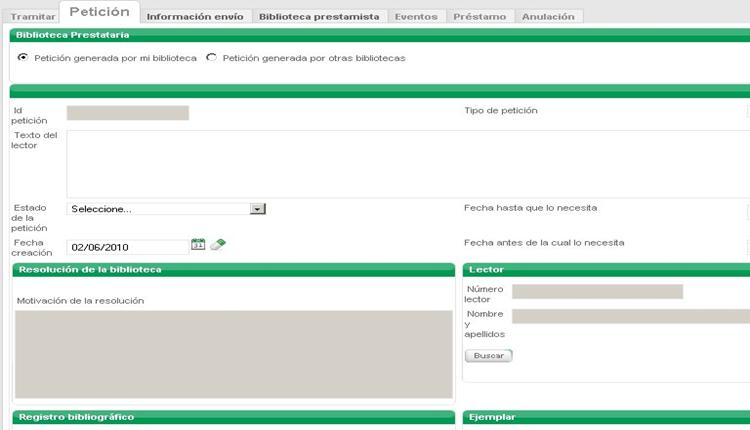 Tramitar Petición Información envío Biblioteca prestamista Eventos Préstamo Anulación
Biblioteca Prestataria
Petición generada por mi biblioteca Petición generada por otras bibliotecas
Id petición
Tipo de petición
Texto del lector
Estado de la petición
Seleccione...
Fecha hasta que lo necesita
Fecha creación
02/06/2010
31
Fecha antes de la cual lo necesita
Resolución de la biblioteca
Lector
Motivación de la resolución
Número lector
Nombre y apellidos
Buscar
Registro bibliográfico
Ejemplar